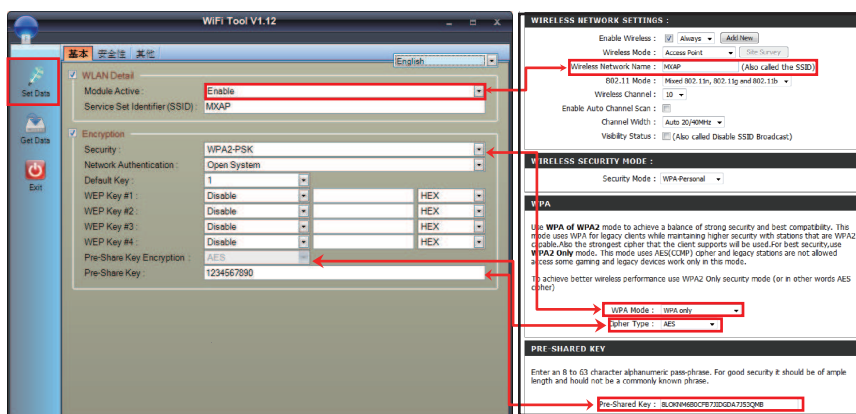 WiFi Tool V1.12
基本 安全性 其他
English
Set Data
Get Data
Exit
WLAN Detail
Module Active : Enable
Service Set Identifier (SSID) : MXAP
Encryption
Security : WPA2-PSK
Network Authentication : Open System
Default Key : 1
WEP Key #1 : Disable HEX
WEP Key #2 : Disable HEX
WEP Key #3 : Disable HEX
WEP Key #4 : Disable HEX
Pre-Share Key Encryption : AES
Pre-Share Key : 1234567890
WIRELESS NETWORK SETTINGS :
Enable Wireless : Always Add New
Wireless Mode : Access Point Site Survey
Wireless Network Name : MXAP (Also called the SSID)
802.11 Mode : Mixed 802.11n, 802.11g and 802.11b
Wireless Channel : 10
Enable Auto Channel Scan :
Channel Width : Auto 20/40MHz
Visibility Status : (Also called Disable SSID Broadcast)
WIRELESS SECURITY MODE :
Security Mode : WPA-Personal
WPA
Use WPA of WPA2 mode to achieve a balance of strong security and best compatibility. This
mode uses WPA for legacy clients while maintaining higher security with stations that are WPA2
capable.Also the strongest cipher that the client supports will be used.For best security,use
WPA2 Only mode. This mode uses AES(CCMP) cipher and legacy stations are not allowed
access some gaming and legacy devices work only in this mode.
To achieve better wireless performance use WPA2 Only security mode (or in other words AES
cipher)
WPA Mode : WPA only
Cipher Type : AES
PRE-SHARED KEY
Enter an 8 to 63 character alphanumeric pass-phrase. For good security it should be of ample
length and hould not be a commonly known phrase.
Pre-Shared Key :